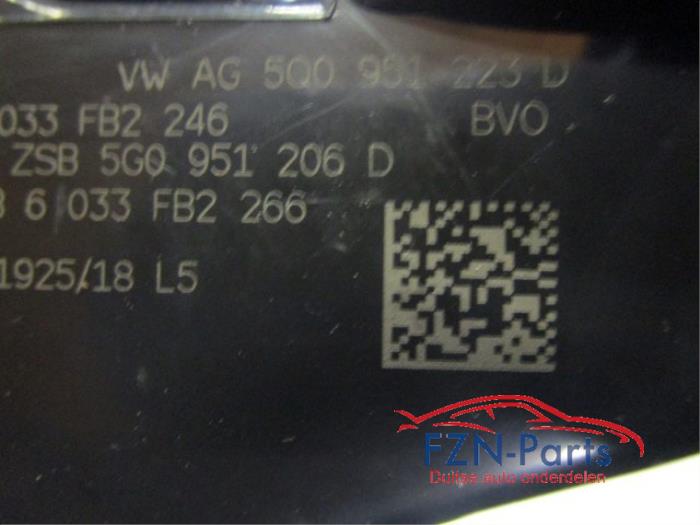 VW AG 5Q0 951 223 D
033 FB2 246 BVO
ZSB 5G0 951 206 D
6 033 FB2 266
1925/18 L5
FZN-Parts
Duitse auto onderdelen